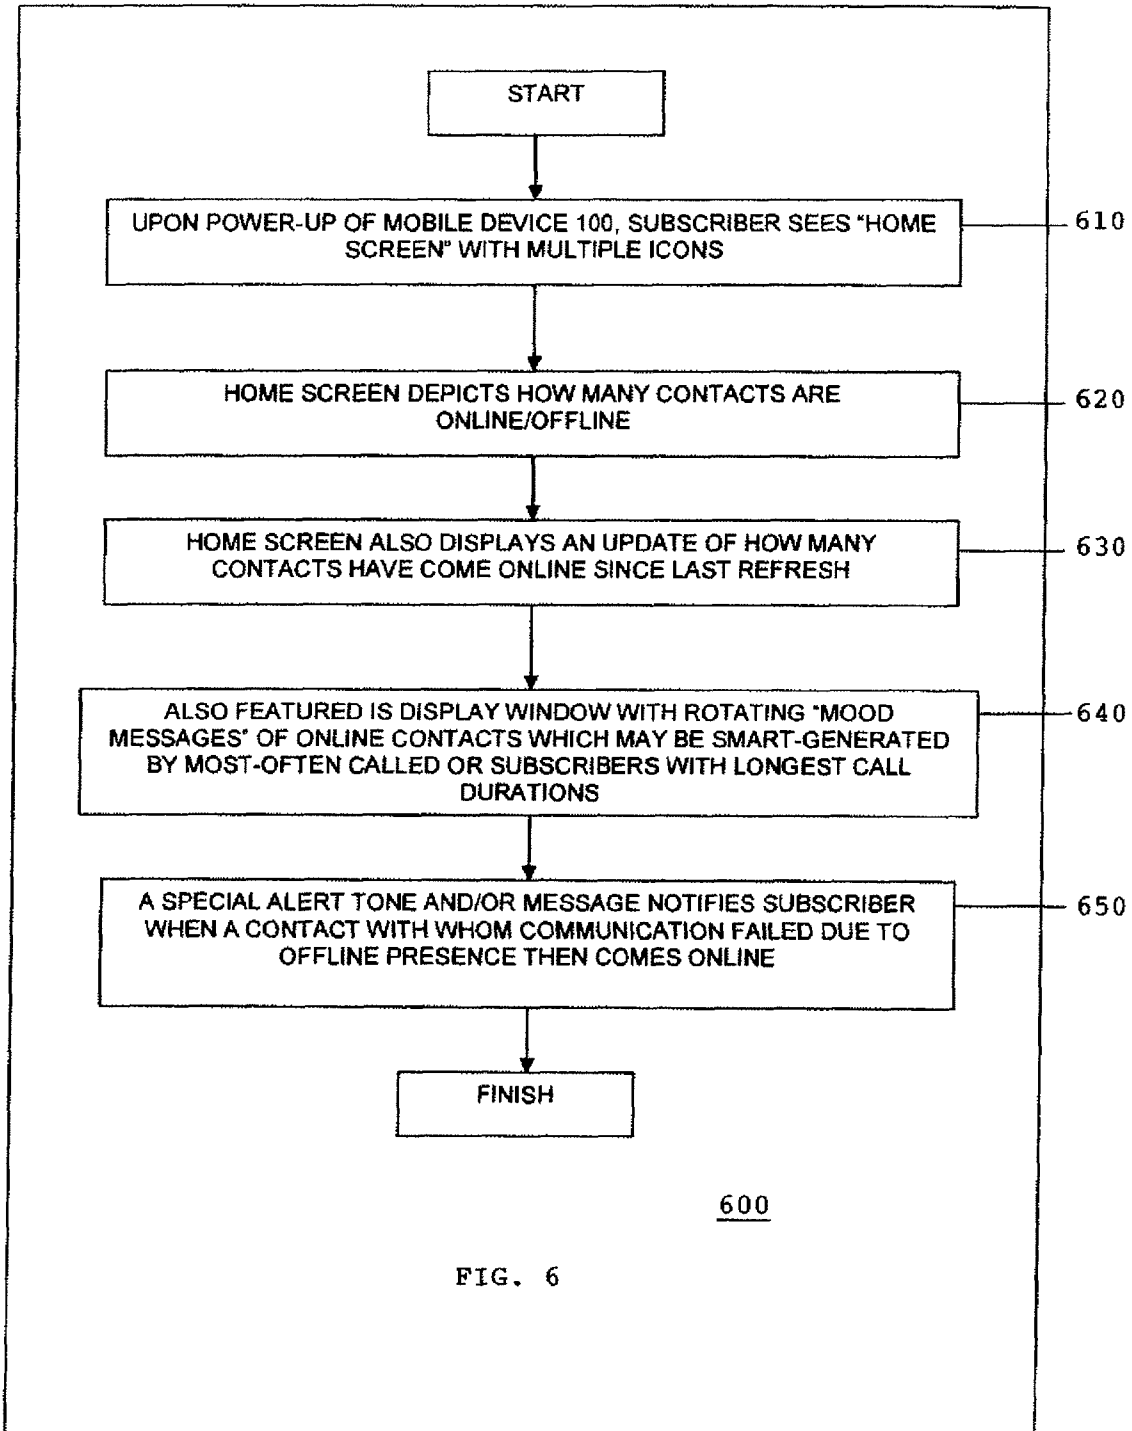 START
UPON POWER-UP OF MOBILE DEVICE 100, SUBSCRIBER SEES "HOME
SCREEN" WITH MULTIPLE ICONS
610
HOME SCREEN DEPICTS HOW MANY CONTACTS ARE
ONLINE/OFFLINE
620
HOME SCREEN ALSO DISPLAYS AN UPDATE OF HOW MANY
CONTACTS HAVE COME ONLINE SINCE LAST REFRESH
630
ALSO FEATURED IS DISPLAY WINDOW WITH ROTATING "MOOD
MESSAGES" OF ONLINE CONTACTS WHICH MAY BE SMART-GENERATED
BY MOST-OFTEN CALLED OR SUBSCRIBERS WITH LONGEST CALL
DURATIONS
640
A SPECIAL ALERT TONE AND/OR MESSAGE NOTIFIES SUBSCRIBER
WHEN A CONTACT WITH WHOM COMMUNICATION FAILED DUE TO
OFFLINE PRESENCE THEN COMES ONLINE
650
FINISH
600
FIG. 6